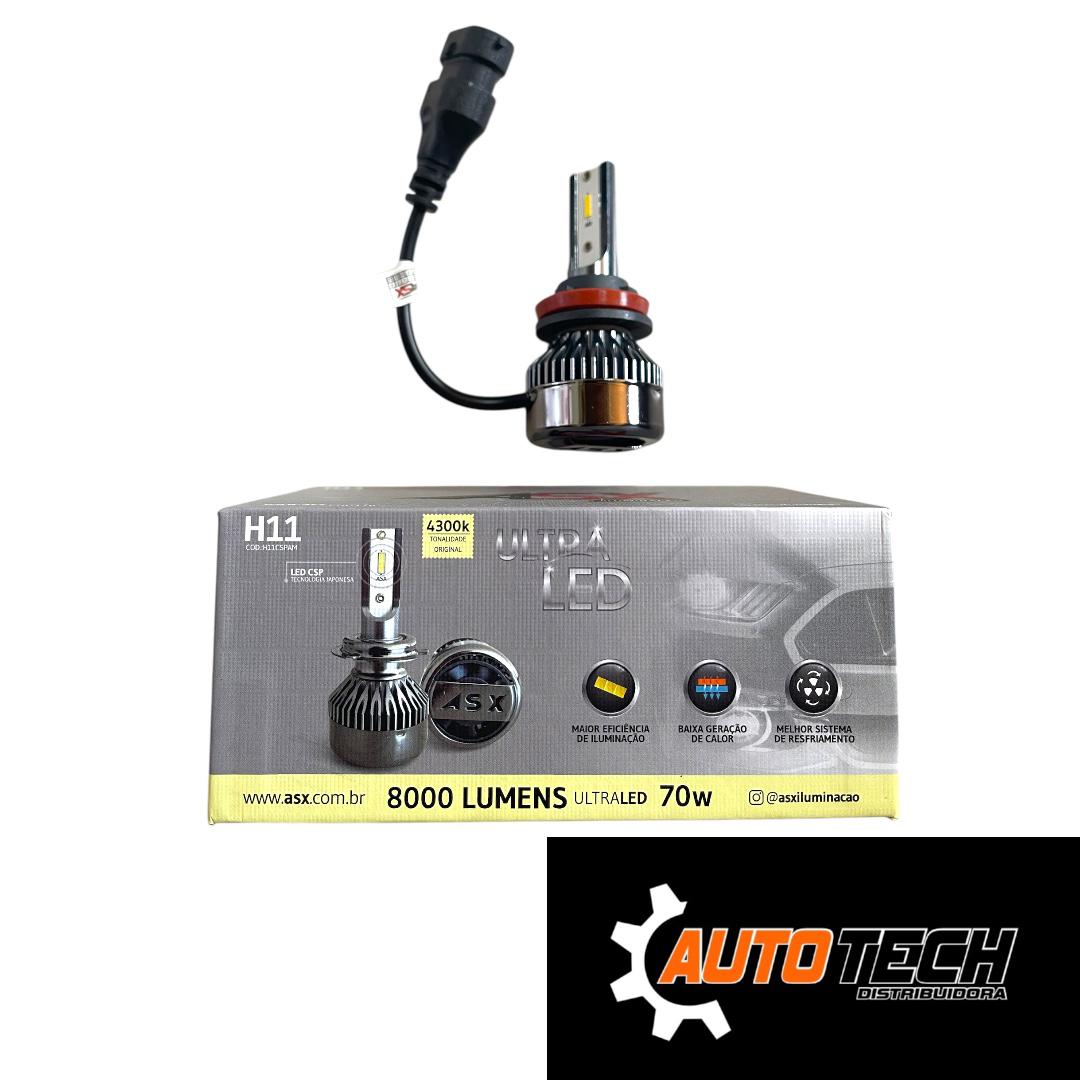 H11
COD:H11CSPAM
4300k
TONALIDADE
ORIGINAL
ULTRA
LED
LED CSP
TECNOLOGIA JAPONESA
ASX
ASX
MAIOR EFICIÊNCIA
DE ILUMINAÇÃO
BAIXA GERAÇÃO
DE CALOR
MELHOR SISTEMA
DE RESFRIAMENTO
www.asx.com.br 8000 LUMENS ULTRALED 70w @asxiluminacao
AUTOTECH
DISTRIBUIDORA